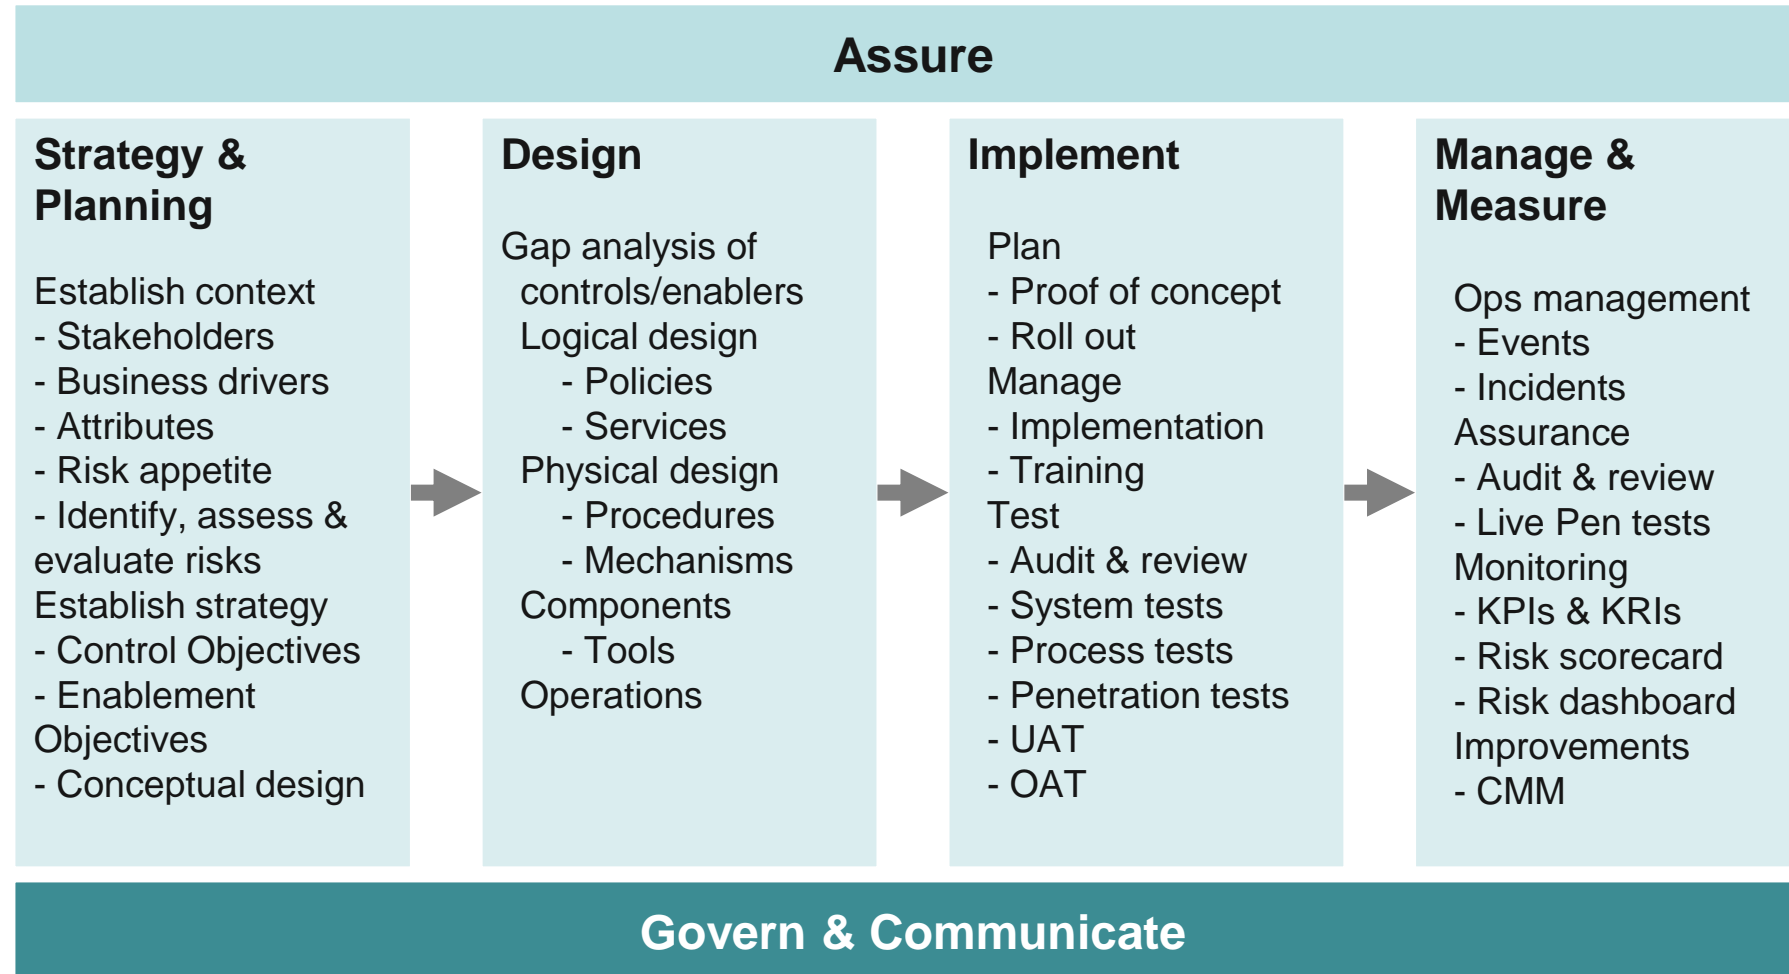 Assure
Strategy &
Planning
Establish context
- Stakeholders
- Business drivers
- Attributes
- Risk appetite
- Identify, assess &
evaluate risks
Establish strategy
- Control Objectives
- Enablement
Objectives
- Conceptual design
Design
Gap analysis of
controls/enablers
Logical design
- Policies
- Services
Physical design
- Procedures
- Mechanisms
Components
- Tools
Operations
Implement
Plan
- Proof of concept
- Roll out
Manage
- Implementation
- Training
Test
- Audit & review
- System tests
- Process tests
- Penetration tests
- UAT
- OAT
Manage &
Measure
Ops management
- Events
- Incidents
Assurance
- Audit & review
- Live Pen tests
Monitoring
- KPIs & KRIs
- Risk scorecard
- Risk dashboard
Improvements
- CMM
Govern & Communicate